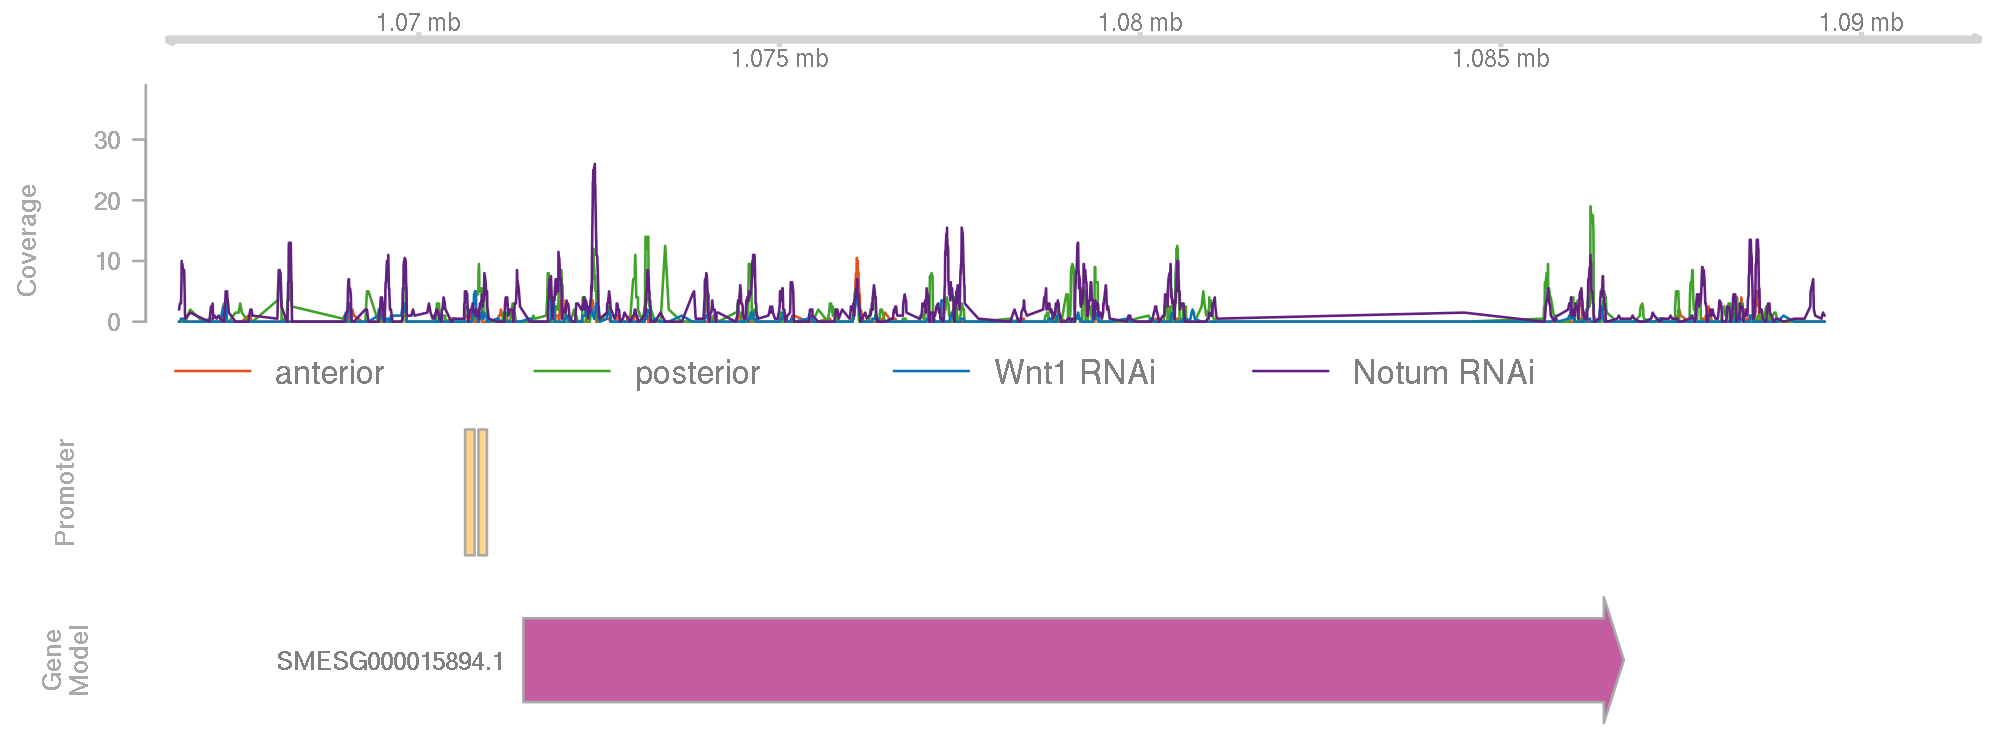 1.07 mb
1.08 mb
1.09 mb
1.075 mb
1.085 mb
Coverage
30
20
10
0
anterior
posterior
Wnt1 RNAi
Notum RNAi
Promoter
Gene
Model
SMESG000015894.1